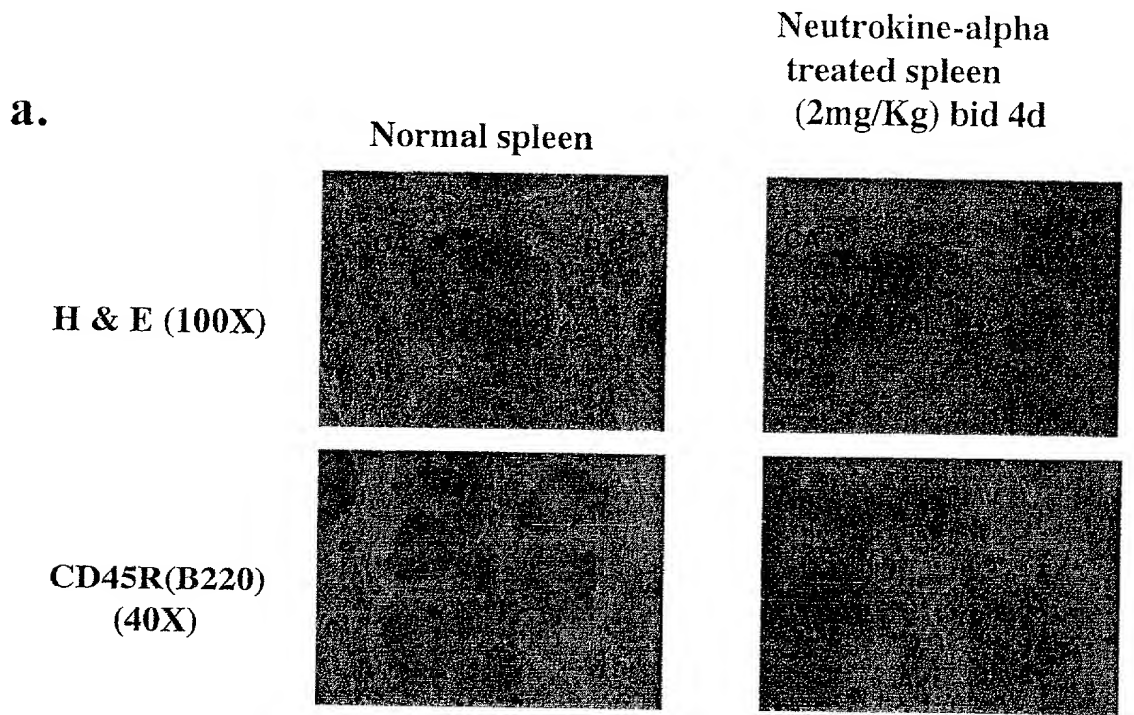 Neutrokine-alpha
treated spleen
(2mg/Kg) bid 4d
a.
Normal spleen
H & E (100X)
CD45R(B220)
(40X)